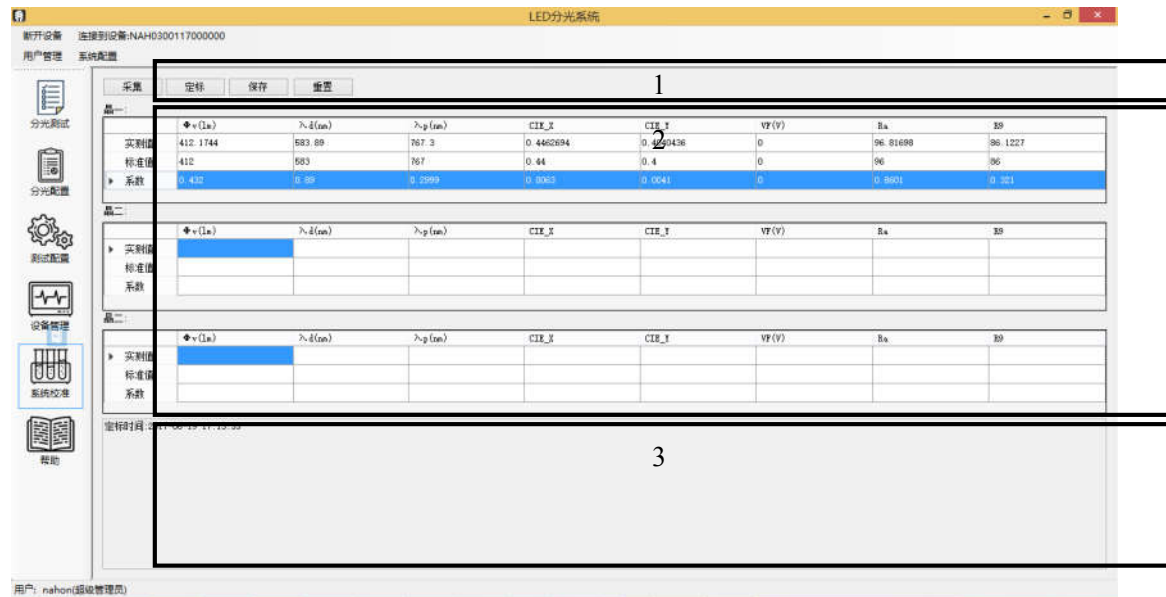 LED分光系统
断开设备 连接到设备:NAH0300117000000
用户管理 系统配置
采集 定标 保存 重置
1
分光测试
分光配置
测试配置
设备管理
系统校准
帮助
晶一:
Φv(lm) λd(nm) λp(nm) CIE_X CIE_Y VF(V) Ra R9
2
实测值 412.1744 583.89 767.3 0.4462694 0 96.81698 86.1227
标准值 412 583 767 0.44 0.4 0 96 86
系数 0.432 0.89 0.2999 0.0063 0.0041 0 0.8601 0.321
晶二:
Φv(lm) λd(nm) λp(nm) CIE_X CIE_Y VF(V) Ra R9
实测值
标准值
系数
晶二:
Φv(lm) λd(nm) λp(nm) CIE_X CIE_Y VF(V) Ra R9
实测值
标准值
系数
定标时间:
3
用户: nahon(超级管理员)